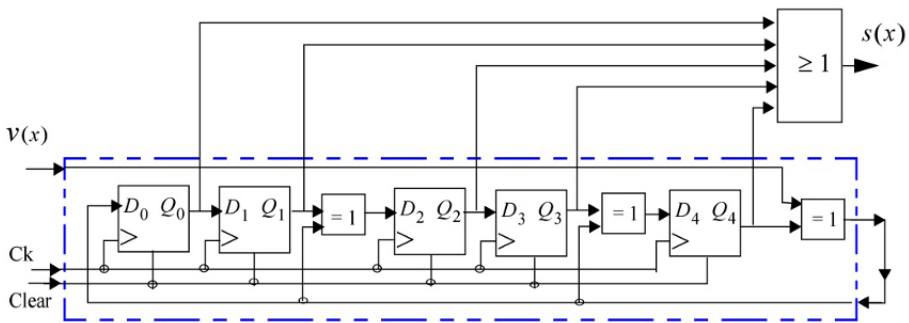 s(x)
≥ 1
v(x)
D₀ Q₀ D₁ Q₁ = 1 D₂ Q₂ D₃ Q₃ = 1 D₄ Q₄ = 1
Ck
Clear